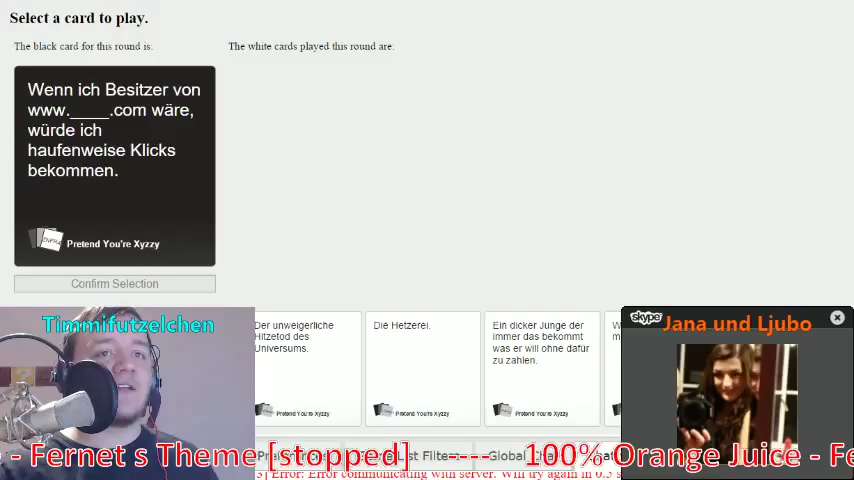 Select a card to play.
The black card for this round is:
The white cards played this round are:
Wenn ich Besitzer von
www.____.com wäre,
würde ich
haufenweise Klicks
bekommen.
Pretend You're Xyzzy
Confirm Selection
Timmifutzelchen
Der unweigerliche
Hitzetod des
Universums.
Pretend You're Xyzzy
Die Hetzerei.
Pretend You're Xyzzy
Ein dicker Junge der
immer das bekommt
was er will ohne dafür
zu zahlen.
Pretend You're Xyzzy
skype
Jana und Ljubo
- Fernet s Theme [stopped] ----- 100% Orange Juice - Fe
Error: Error communicating with server. Will try again in 0.5 s